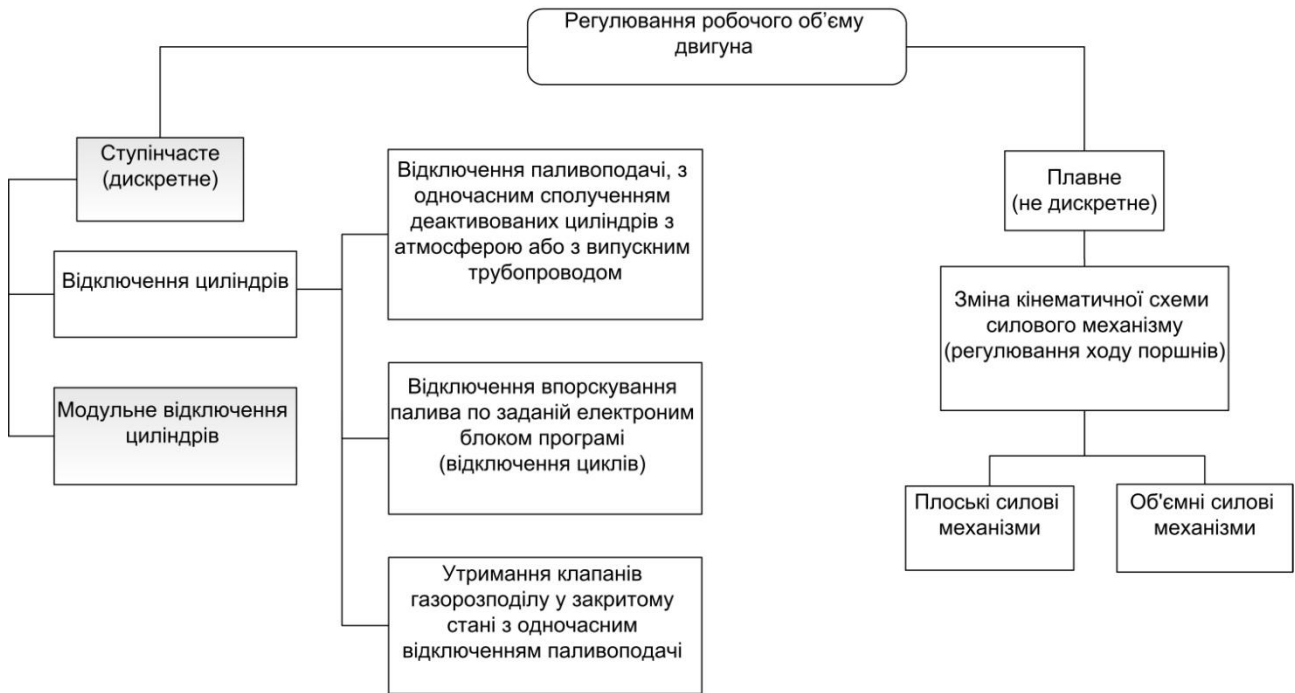 Регулювання робочого об’єму
двигуна
Ступінчасте
(дискретне)
Відключення циліндрів
Модульне відключення
циліндрів
Відключення паливоподачі, з
одночасним сполученням
деактивованих циліндрів з
атмосферою або з випускним
трубопроводом
Відключення впорскування
палива по заданій електроним
блоком програмі
(відключення циклів)
Утримання клапанів
газорозподілу у закритому
стані з одночасним
відключенням паливоподачі
Плавне
(не дискретне)
Зміна кінематичної схеми
силового механізму
(регулювання ходу поршнів)
Плоські силові
механізми
Об'ємні силові
механізми